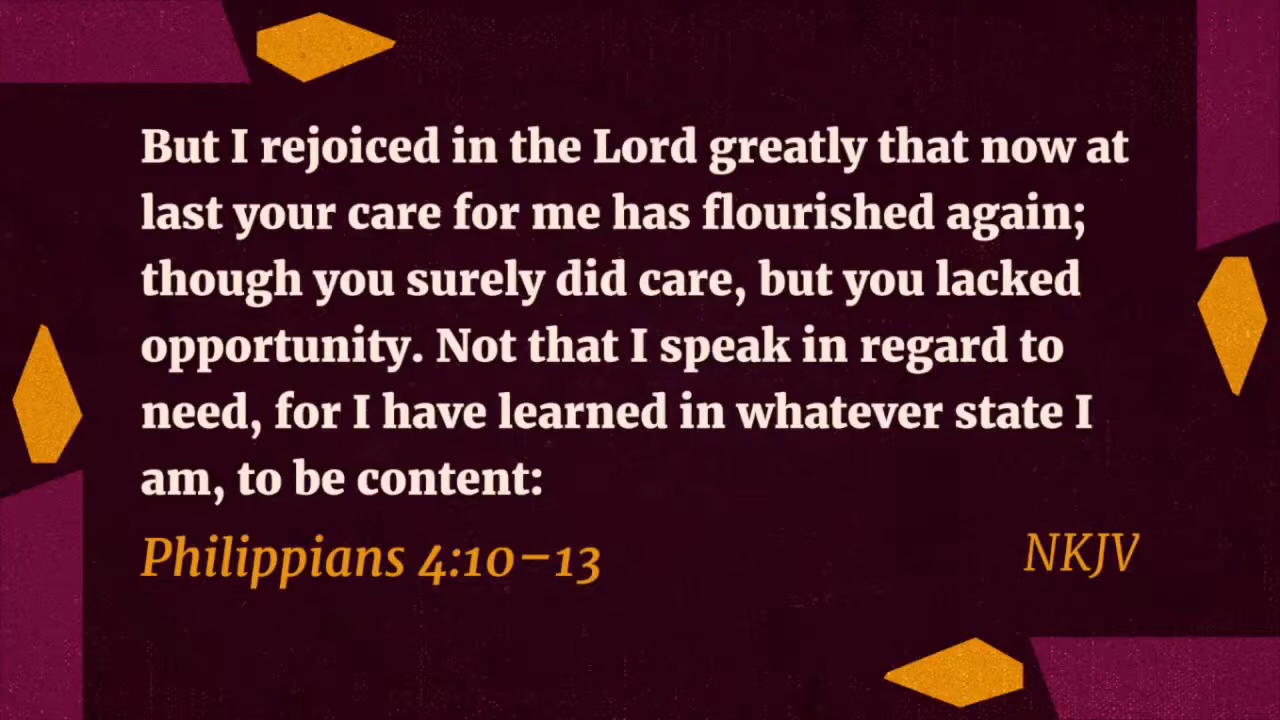 But I rejoiced in the Lord greatly that now at
last your care for me has flourished again;
though you surely did care, but you lacked
opportunity. Not that I speak in regard to
need, for I have learned in whatever state I
am, to be content:
Philippians 4:10–13
NKJV